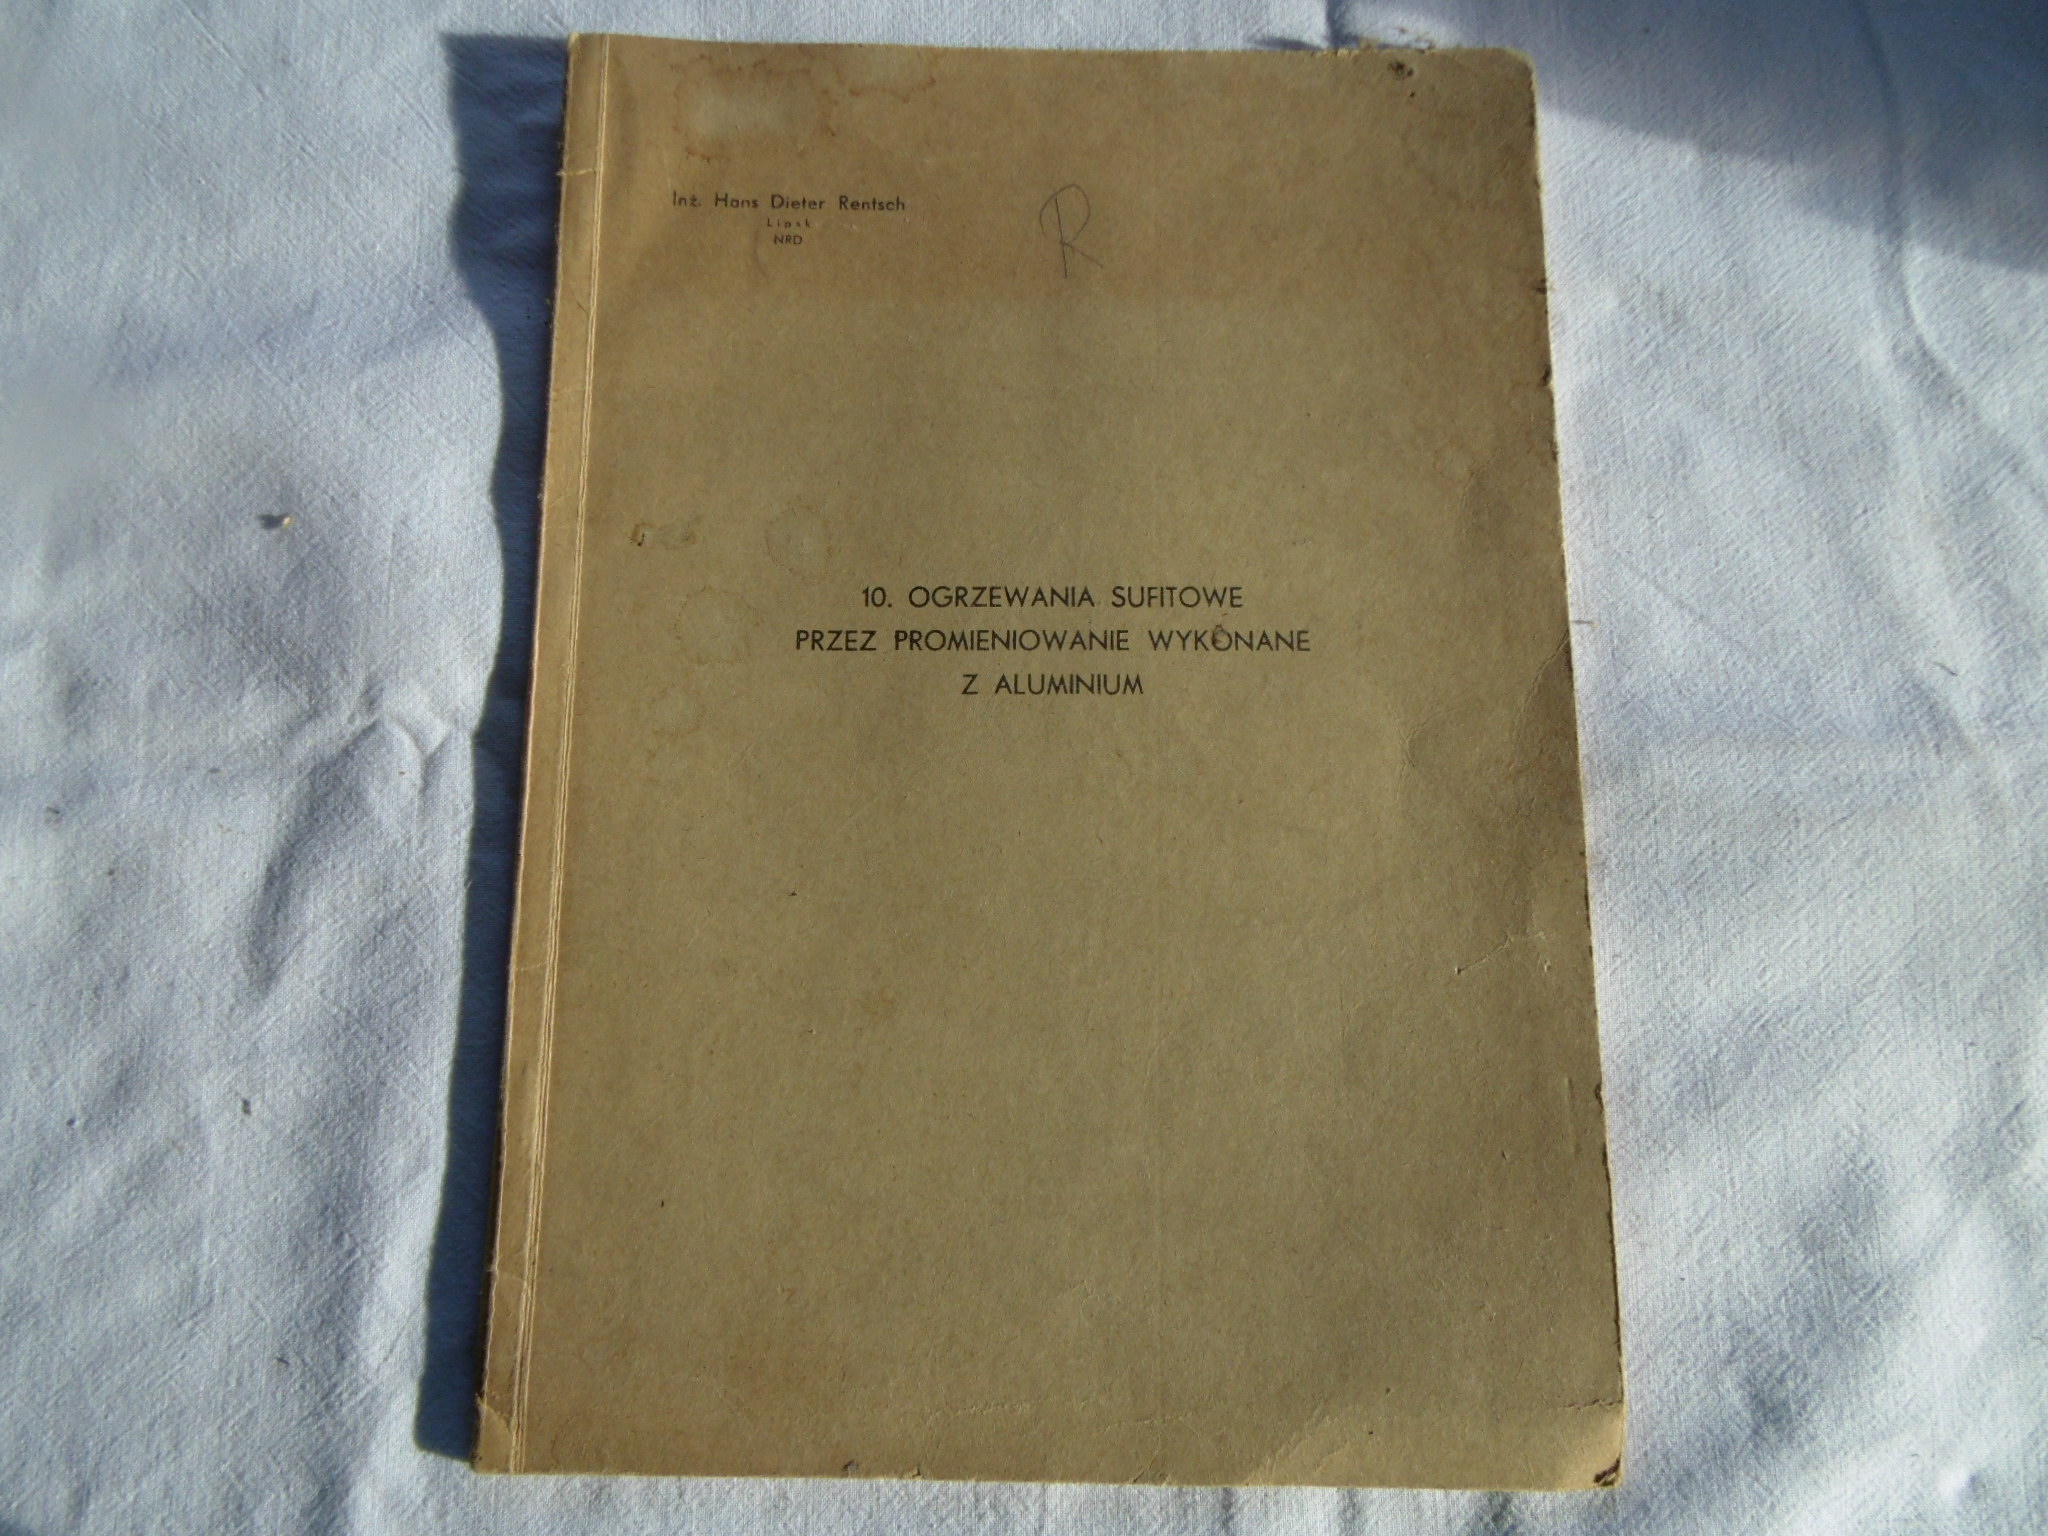 Inż. Hans Dieter Rentsch
Lipsk
NRD
R
10. OGRZEWANIA SUFITOWE
PRZEZ PROMIENIOWANIE WYKONANE
Z ALUMINIUM